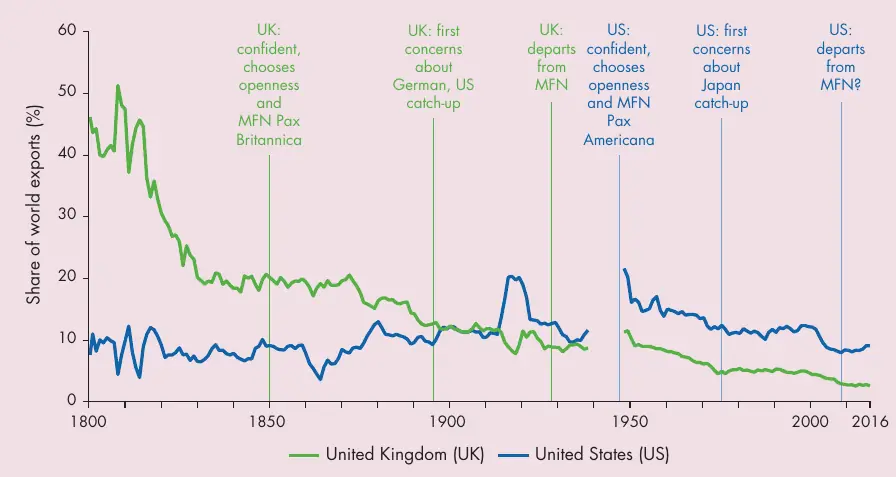 Share of world exports (%)
60
50
40
30
20
10
0
UK:
confident,
chooses
openness
and
MFN Pax
Britannica
UK: first
concerns
about
German, US
catch-up
UK:
departs
from
MFN
US:
confident,
chooses
openness
and MFN
Pax
Americana
US: first
concerns
about
Japan
catch-up
US:
departs
from
MFN?
1800
1850
1900
1950
2000
2016
United Kingdom (UK)
United States (US)